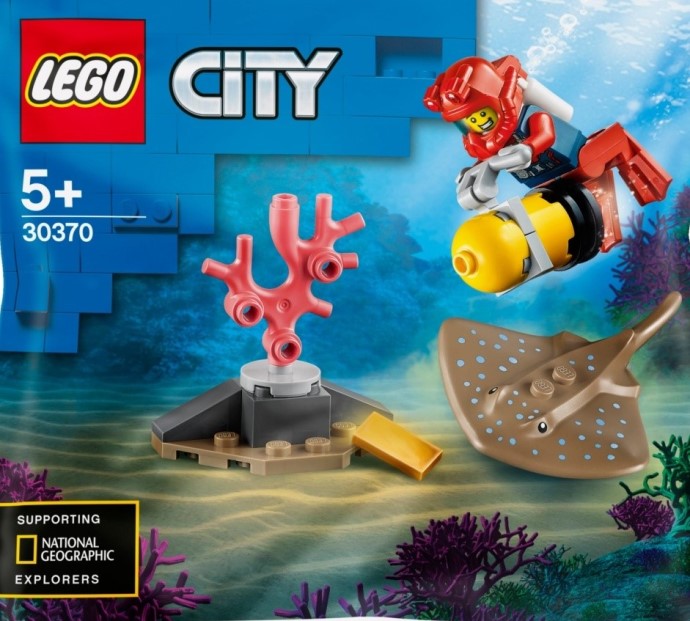 LEGO
CITY
5+
30370
SUPPORTING
NATIONAL
GEOGRAPHIC
EXPLORERS